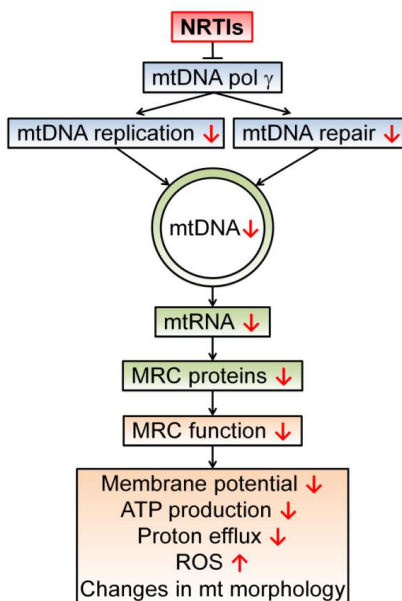 NRTIs
mtDNA pol γ
mtDNA replication ↓
mtDNA repair ↓
mtDNA ↓
mtRNA ↓
MRC proteins ↓
MRC function ↓
Membrane potential ↓
ATP production ↓
Proton efflux ↓
ROS ↑
Changes in mt morphology